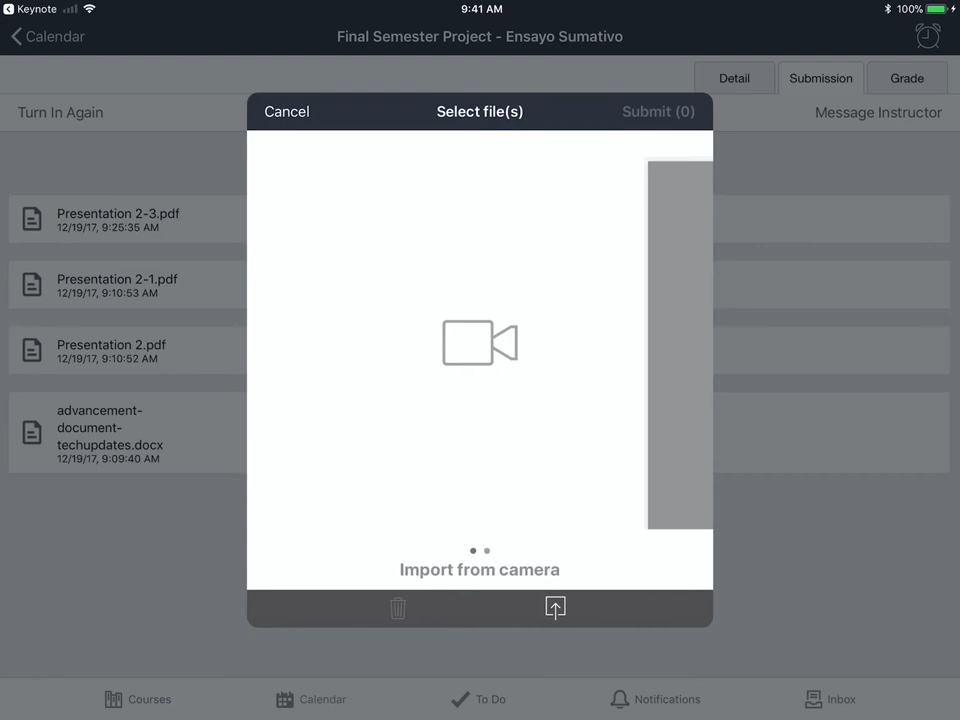 Keynote
9:41 AM
100%
Calendar
Final Semester Project - Ensayo Sumativo
Detail
Submission
Grade
Turn In Again
Message Instructor
Cancel
Select file(s)
Submit (0)
Presentation 2-3.pdf
12/19/17, 9:25:35 AM
Presentation 2-1.pdf
12/19/17, 9:10:53 AM
Presentation 2.pdf
12/19/17, 9:10:52 AM
advancement-
document-
techupdates.docx
12/19/17, 9:09:40 AM
Import from camera
Courses
Calendar
To Do
Notifications
Inbox